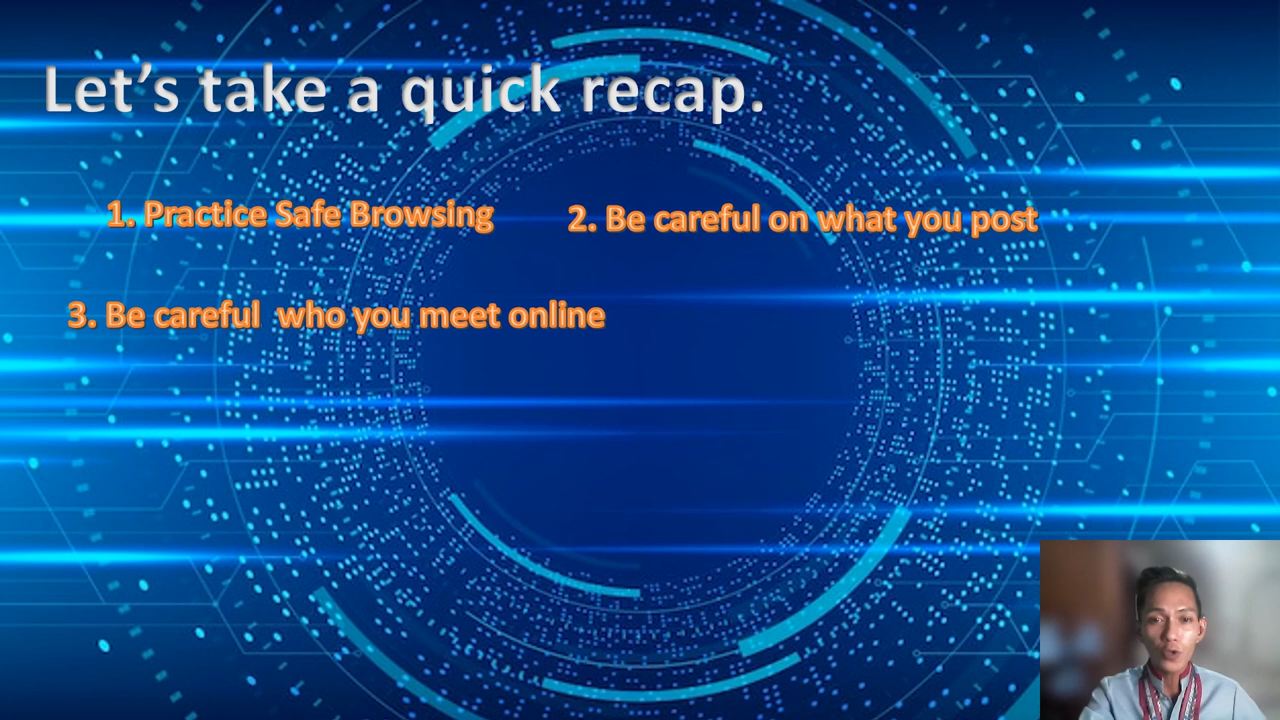 Let’s take a quick recap.
1. Practice Safe Browsing
2. Be careful on what you post
3. Be careful  who you meet online